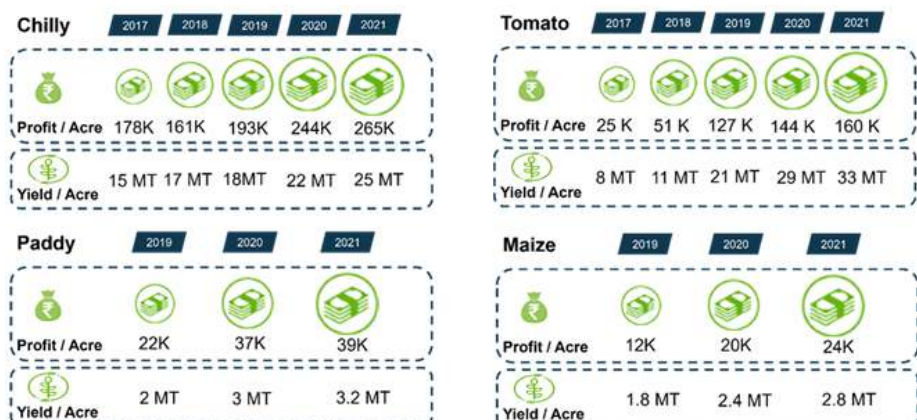 Chilly 2017 2018 2019 2020 2021
₹
Profit / Acre 178K 161K 193K 244K 265K
Yield / Acre 15 MT 17 MT 18MT 22 MT 25 MT
Tomato 2017 2018 2019 2020 2021
₹
Profit / Acre 25 K 51 K 127 K 144 K 160 K
Yield / Acre 8 MT 11 MT 21 MT 29 MT 33 MT
Paddy 2019 2020 2021
₹
Profit / Acre 22K 37K 39K
Yield / Acre 2 MT 3 MT 3.2 MT
Maize 2019 2020 2021
₹
Profit / Acre 12K 20K 24K
Yield / Acre 1.8 MT 2.4 MT 2.8 MT